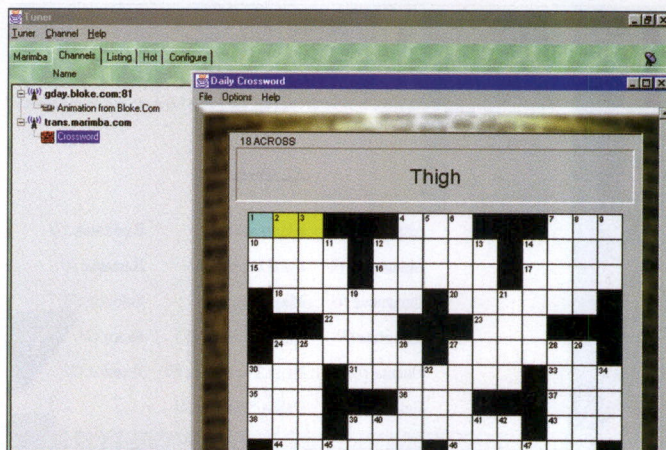 Tuner
Tuner Channel Help
Marimba Channels Listing Hot Configure
Name
gday.bloke.com:81
Animation from Bloke.Com
trans.marimba.com
Crossword
Daily Crossword
File Options Help
18 ACROSS
Thigh
1 2 3 4 5 6 7 8 9
10 11 12 13 14
15 16 17
18 19 20 21
22 23
24 25 26 27 28 29
30 31 32 33 34
35 36 37
38 39 40 41 42 43
44 45 46 47